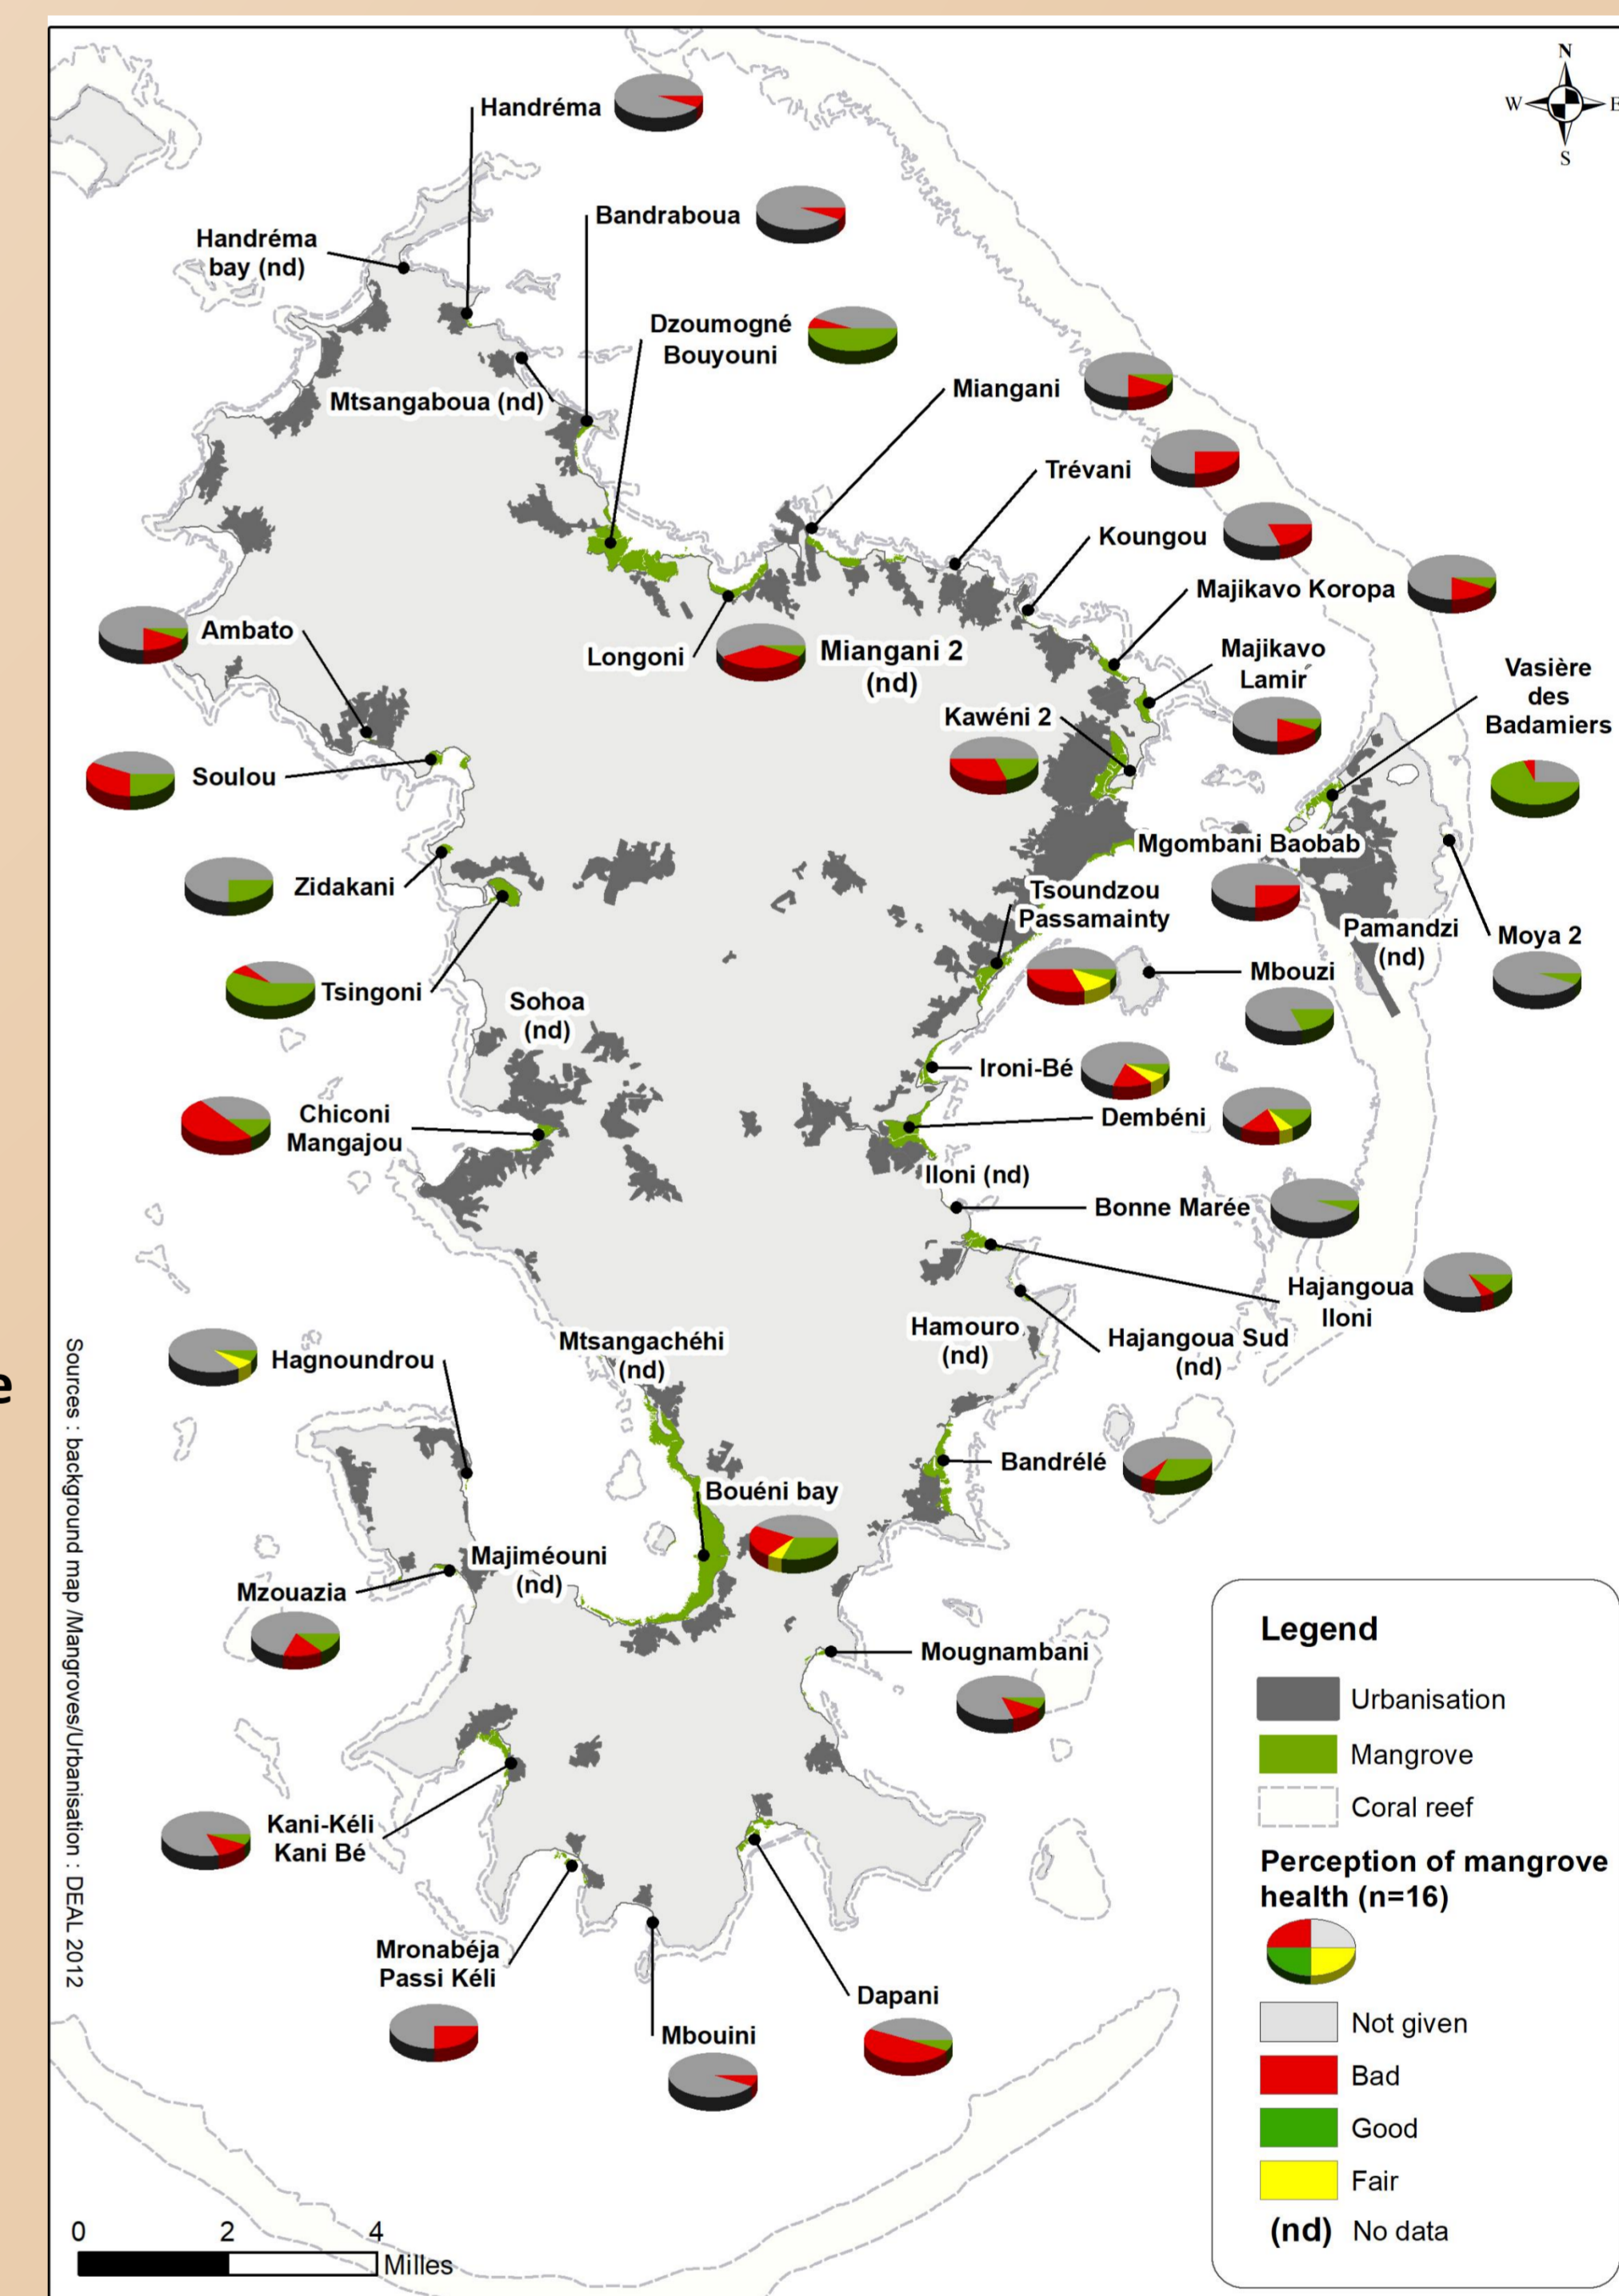 N
W
E
S
Handréma
Bandraboua
Handréma
bay (nd)
Dzoumogné
Bouyouni
Mtsangaboua (nd)
Miangani
Trévani
Koungou
Majikavo Koropa
Ambato
Longoni
Miangani 2
(nd)
Majikavo
Lamir
Vasière
des
Badamiers
Kawéni 2
Soulou
Mgombani Baobab
Zidakani
Tsoundzou
Passamainty
Pamandzi
(nd)
Moya 2
Mbouzi
Tsingoni
Sohoa
(nd)
Ironi-Bé
Chiconi
Mangajou
Dembéni
Iloni (nd)
Bonne Marée
Hajangoua
Iloni
Hamouro
(nd)
Hajangoua Sud
(nd)
Mtsangachéhi
(nd)
Hagnoundrou
e
Bandrélé
Bouéni bay
Majiméouni
(nd)
Mzouazia
Mougnambani
Kani-Kéli
Kani Bé
Mronabéja
Passi Kéli
Dapani
Mbouini
Sources : background map /Mangroves/Urbanisation : DEAL 2012
0 2 4
Milles
Legend
Urbanisation
Mangrove
Coral reef
Perception of mangrove
health (n=16)
Not given
Bad
Good
Fair
(nd) No data